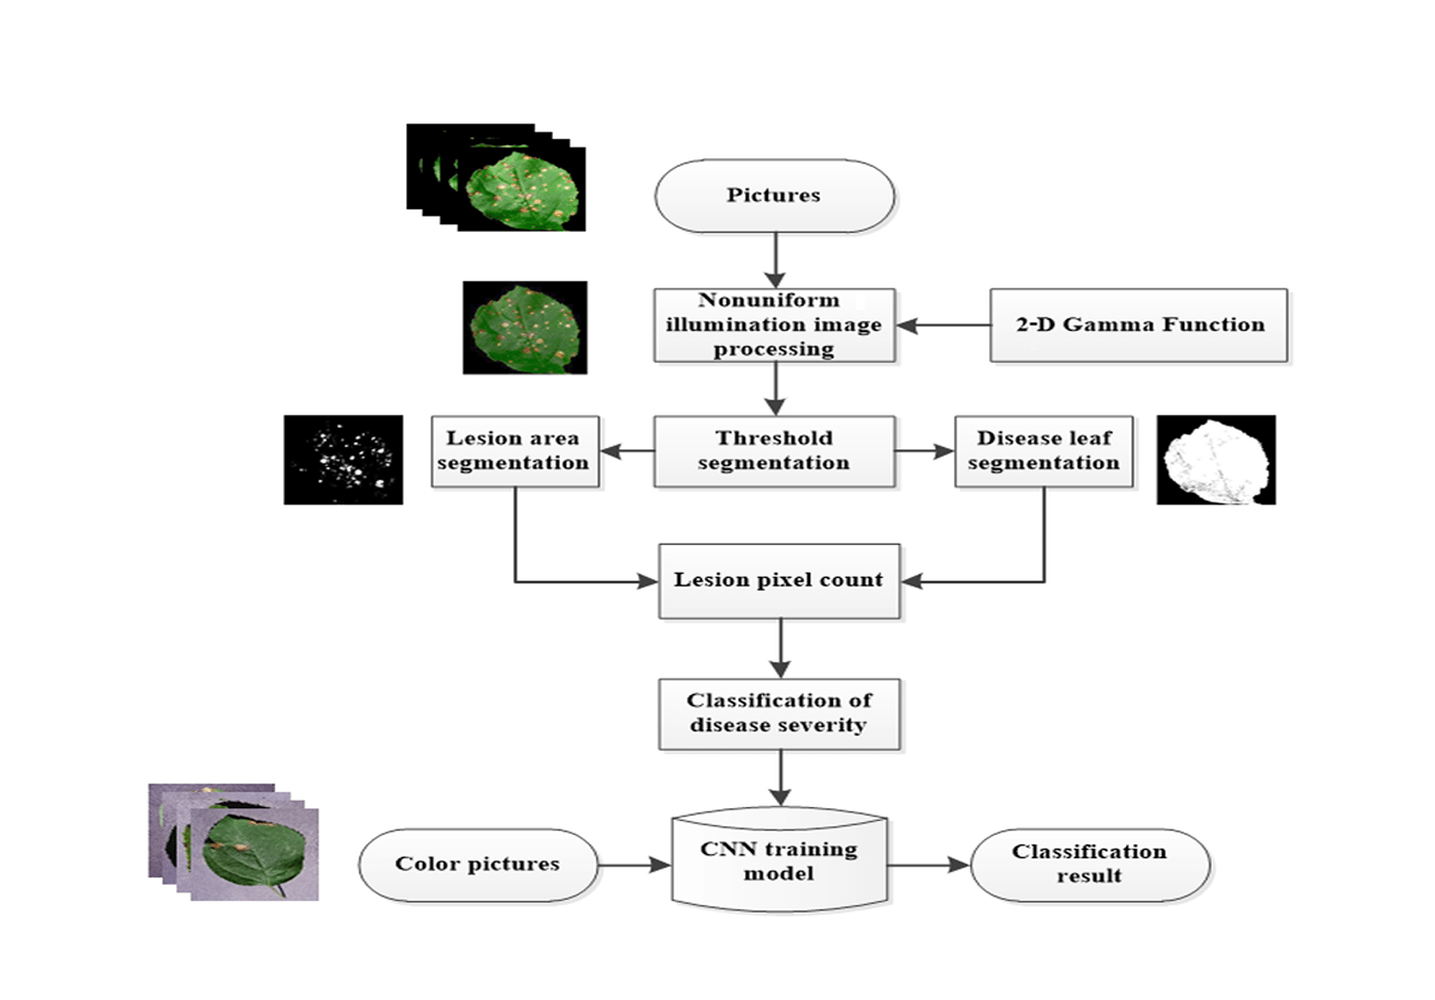 Pictures
Nonuniform
illumination image
processing
2-D Gamma Function
Lesion area
segmentation
Threshold
segmentation
Disease leaf
segmentation
Lesion pixel count
Classification of
disease severity
Color pictures
CNN training
model
Classification
result